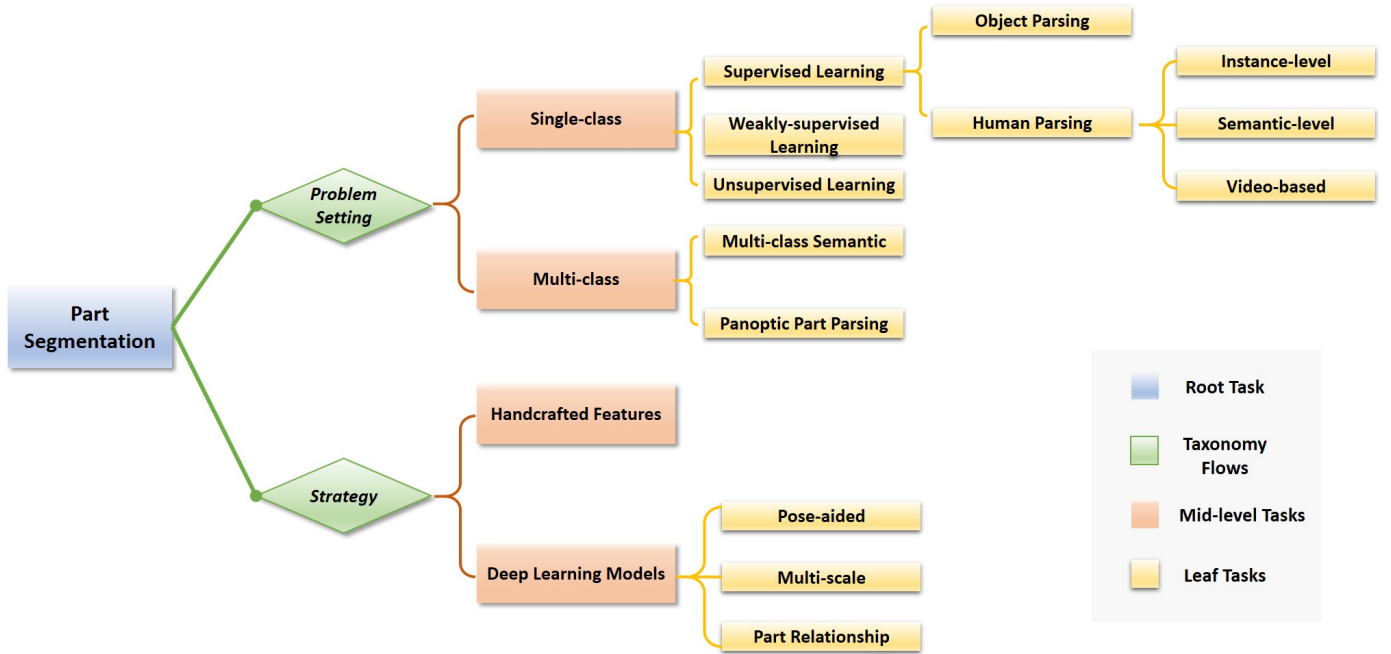 Part
Segmentation
Problem
Setting
Strategy
Single-class
Multi-class
Handcrafted Features
Deep Learning Models
Supervised Learning
Weakly-supervised
Learning
Unsupervised Learning
Multi-class Semantic
Panoptic Part Parsing
Pose-aided
Multi-scale
Part Relationship
Object Parsing
Human Parsing
Instance-level
Semantic-level
Video-based
Root Task
Taxonomy
Flows
Mid-level Tasks
Leaf Tasks